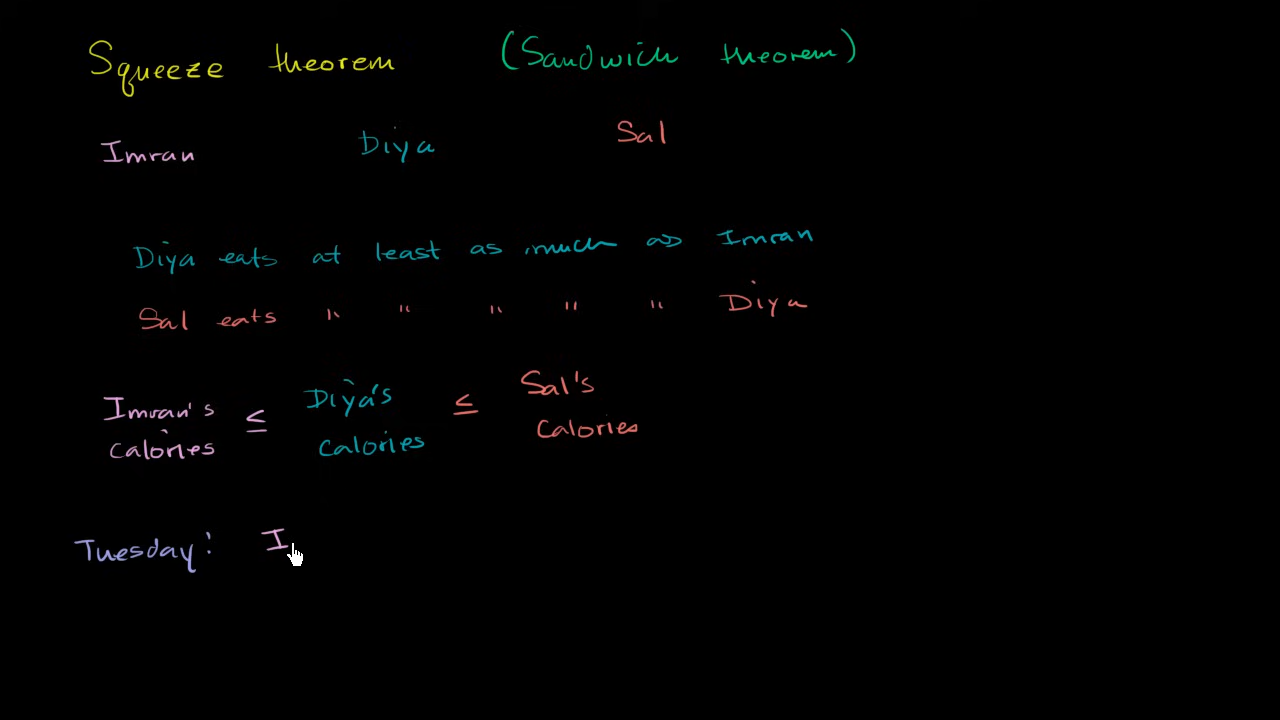 Squeeze theorem (Sandwich theorem)
Imran Diya Sal
Diya eats at least as much as Imran
Sal eats " " " " " Diya
Imran's ≤ Diya's ≤ Sal's
calories calories calories
Tuesday: I